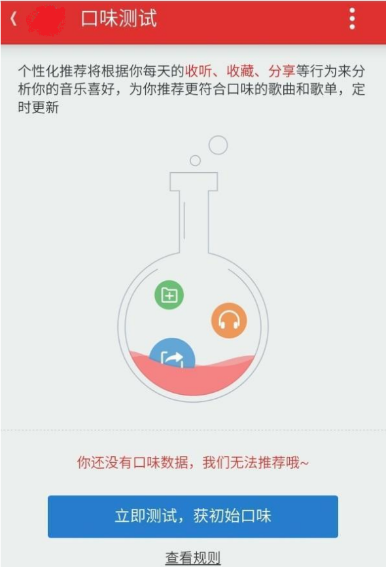 口味测试
个性化推荐将根据你每天的收听、收藏、分享等行为来分
析你的音乐喜好，为你推荐更符合口味的歌曲和歌单，定
时更新
你还没有口味数据，我们无法推荐哦~
立即测试，获初始口味
查看规则